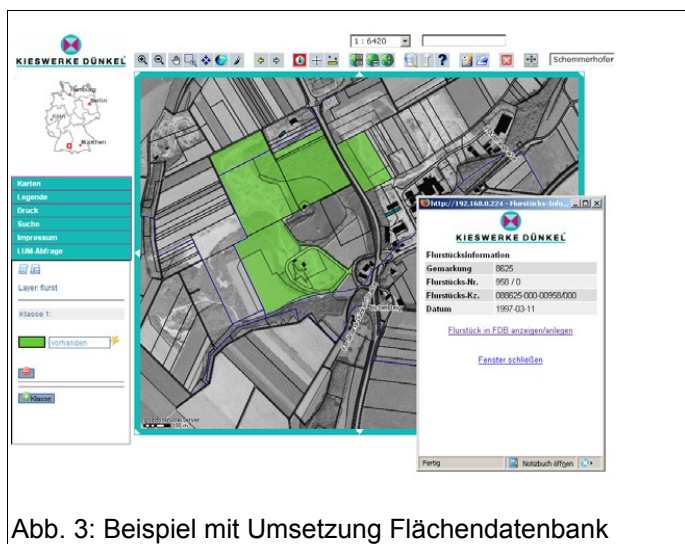 1 : 6420
KIESWERKE DÜNKEL
Schemmerhofer
Hamburg
Berlin
Köln
München
Karten
Legende
Druck
Suche
Impressum
LUM-Abfrage
Layer: flurst
Klasse 1:
vorhanden
Klasse
http://192.168.0.224 - Flurstücks-Info...
KIESWERKE DÜNKEL
Flurstücksinformation
Gemarkung 8625
Flurstücks-Nr. 958 / 0
Flurstücks-Kz. 088625-000-00958/000
Datum 1997-03-11
Flurstück in FDB anzeigen/anlegen
Fenster schließen
Fertig
Notizbuch öffnen
Abb. 3: Beispiel mit Umsetzung Flächendatenbank